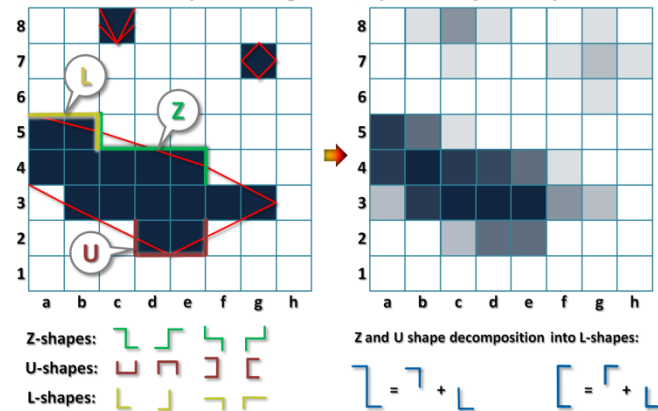 8
7
6
5
4
3
2
1
L
Z
U
a b c d e f g h
8
7
6
5
4
3
2
1
a b c d e f g h
Z-shapes:
U-shapes:
L-shapes:
Z and U shape decomposition into L-shapes:
= +
= +